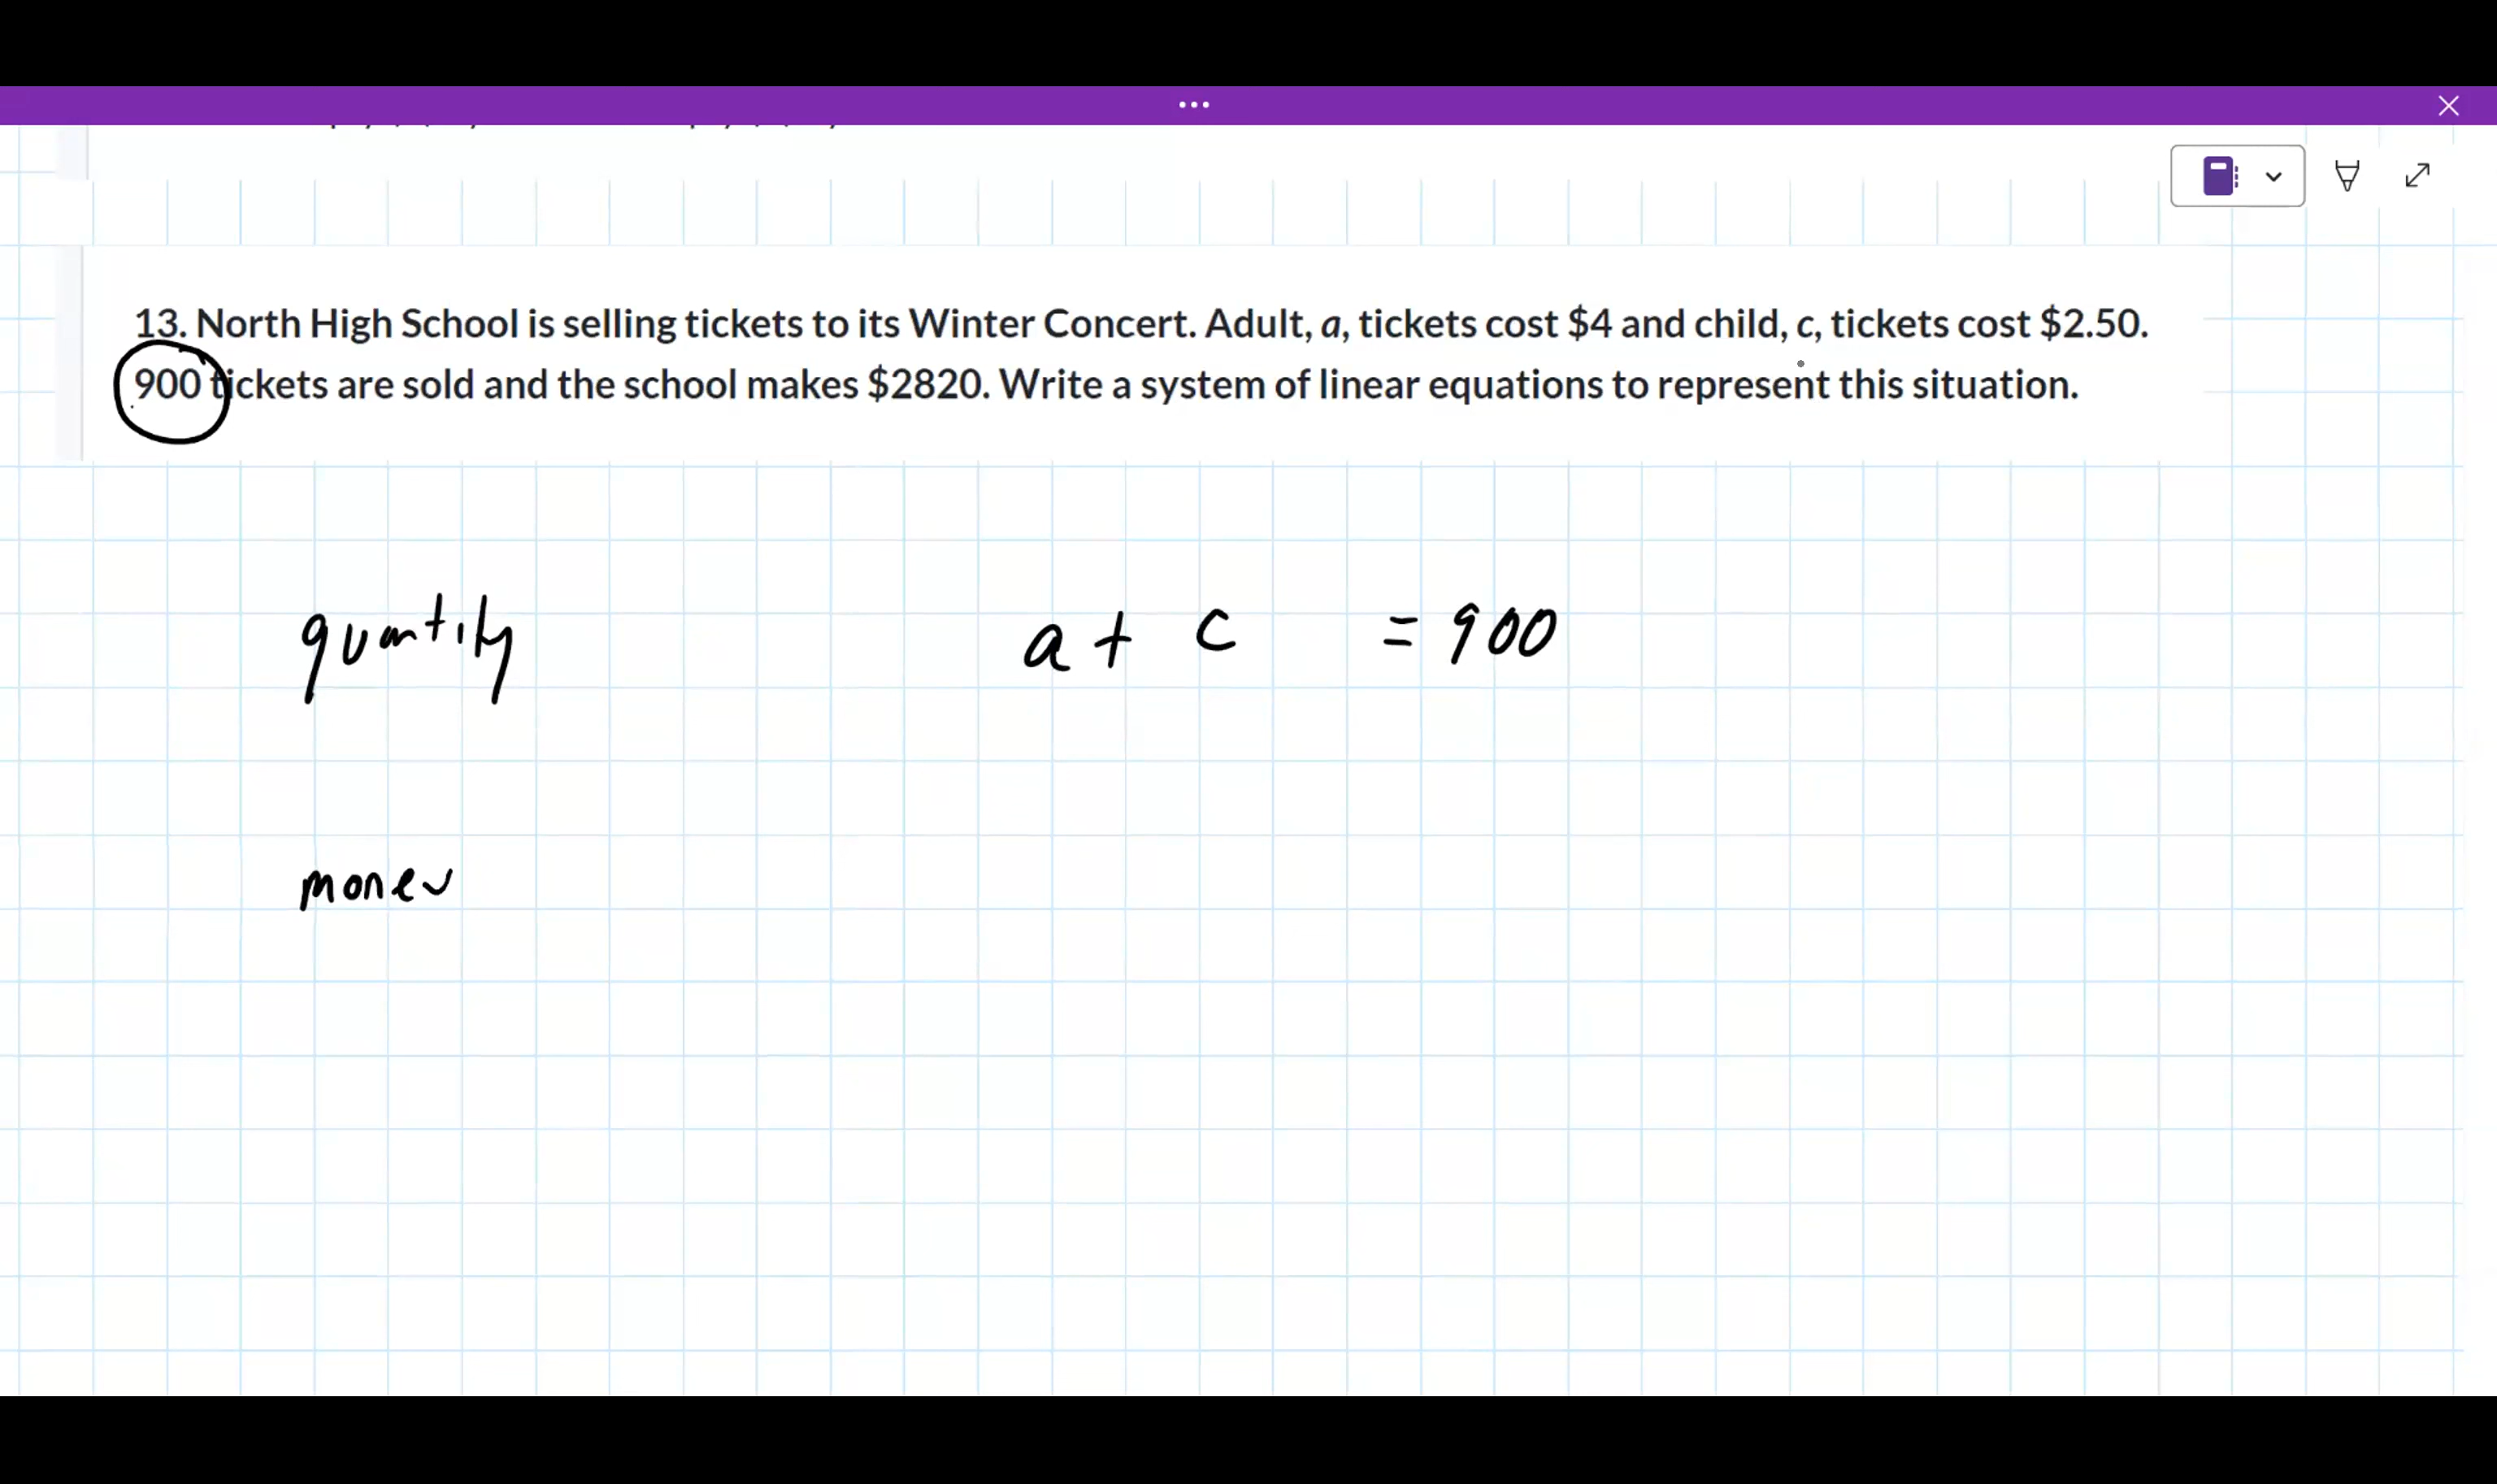 13. North High School is selling tickets to its Winter Concert. Adult, a, tickets cost $4 and child, c, tickets cost $2.50.
900 tickets are sold and the school makes $2820. Write a system of linear equations to represent this situation.
quantity a + c = 900
money